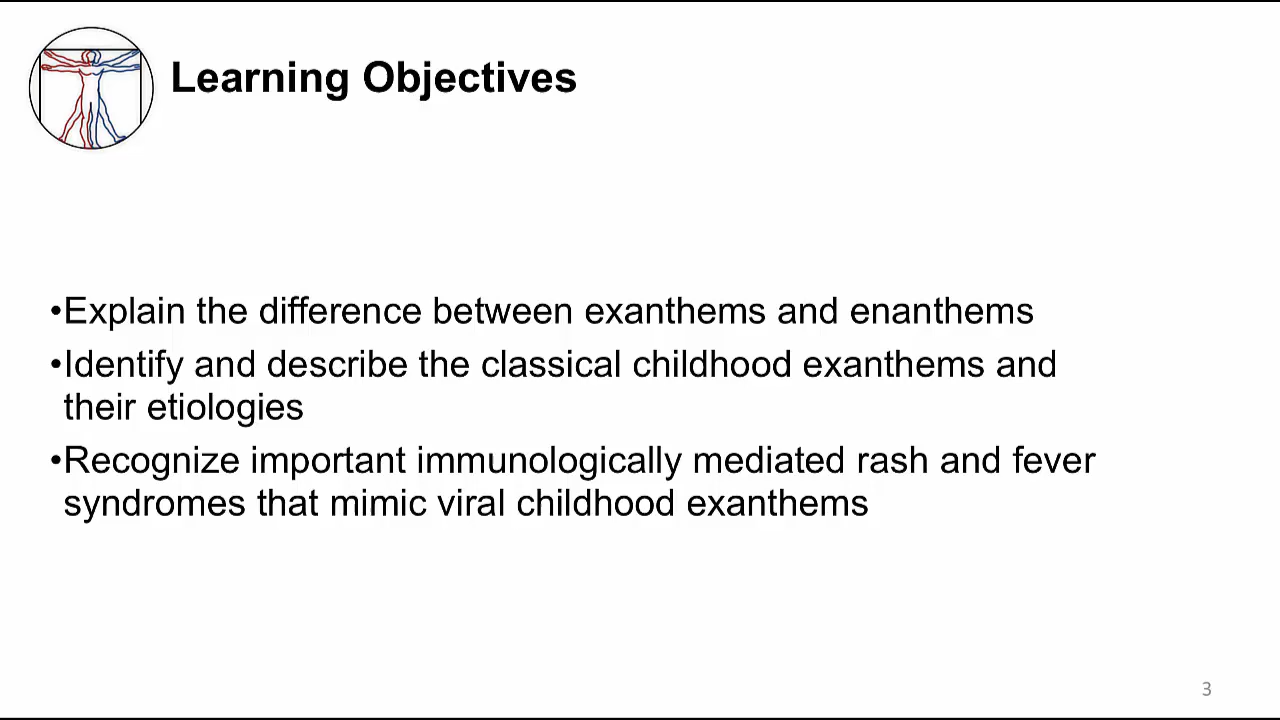 Learning Objectives
•Explain the difference between exanthems and enanthems
•Identify and describe the classical childhood exanthems and
their etiologies
•Recognize important immunologically mediated rash and fever
syndromes that mimic viral childhood exanthems
3